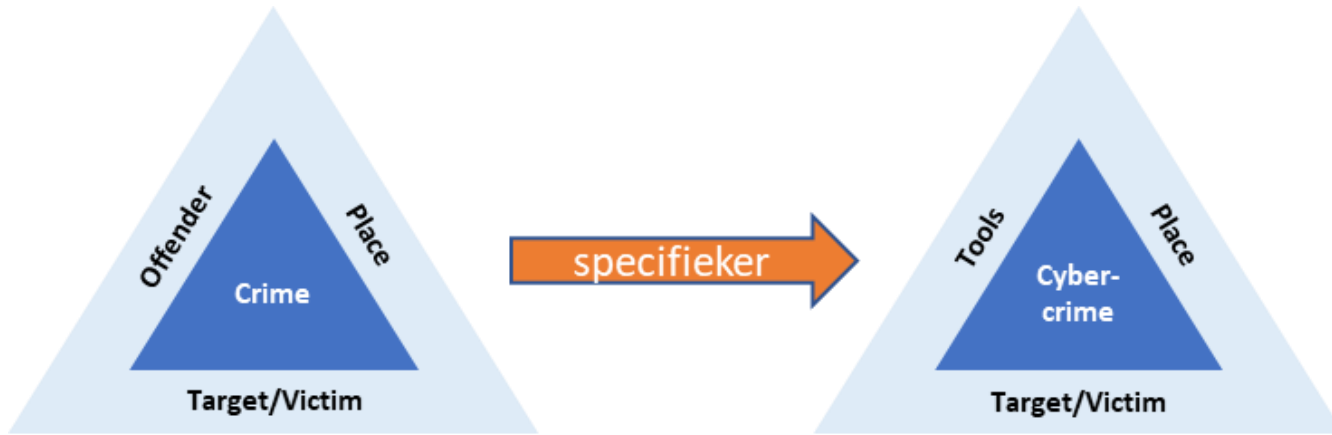 Offender
Place
Crime
Target/Victim
specifieker
Tools
Place
Cyber-
crime
Target/Victim